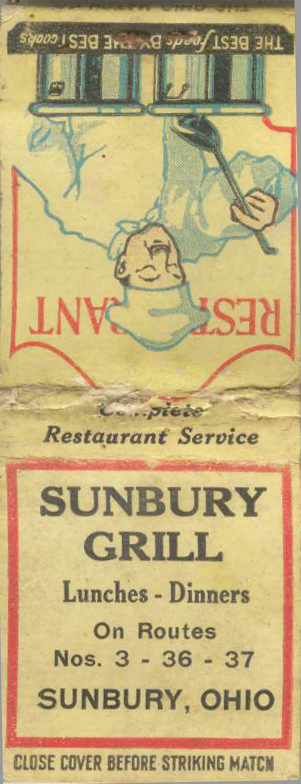 THE BEST foods BY THE BEST cooks
Complete
Restaurant Service
SUNBURY
GRILL
Lunches - Dinners
On Routes
Nos. 3 - 36 - 37
SUNBURY, OHIO
CLOSE COVER BEFORE STRIKING MATCH